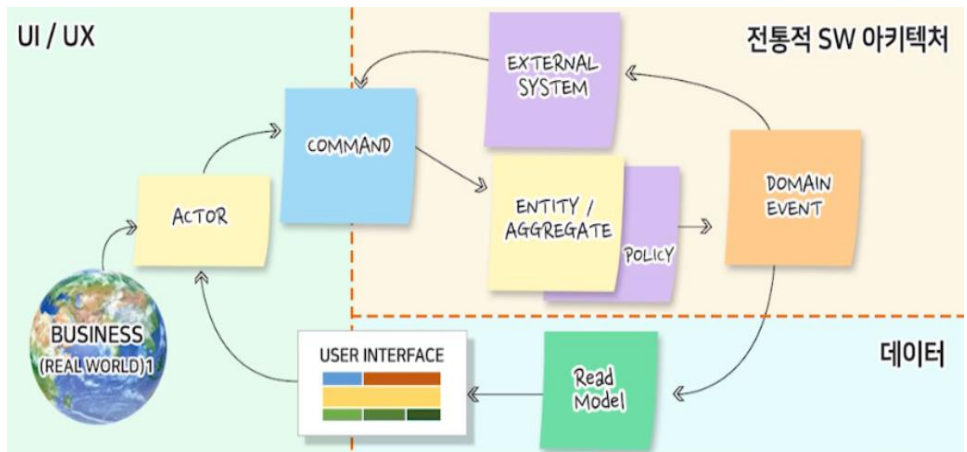 UI / UX
전통적 SW 아키텍처
EXTERNAL
SYSTEM
COMMAND
ACTOR
ENTITY /
AGGREGATE
POLICY
DOMAIN
EVENT
BUSINESS
(REAL WORLD)1
USER INTERFACE
Read
Model
데이터